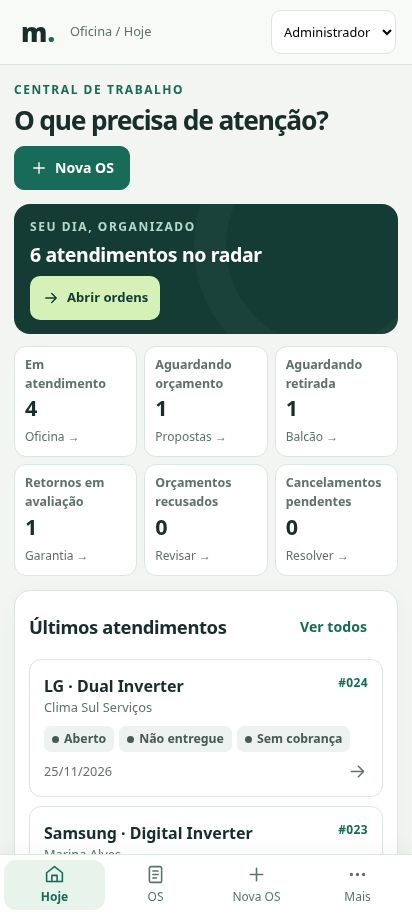 m. Oficina / Hoje Administrador
CENTRAL DE TRABALHO
O que precisa de atenção?
+ Nova OS
SEU DIA, ORGANIZADO
6 atendimentos no radar
→ Abrir ordens
Em atendimento
4
Oficina →
Aguardando orçamento
1
Propostas →
Aguardando retirada
1
Balcão →
Retornos em avaliação
1
Garantia →
Orçamentos recusados
0
Revisar →
Cancelamentos pendentes
0
Resolver →
Últimos atendimentos Ver todos
LG · Dual Inverter #024
Clima Sul Serviços
Aberto Não entregue Sem cobrança
25/11/2026 →
Samsung · Digital Inverter #023
Marina Alves
Hoje OS Nova OS Mais